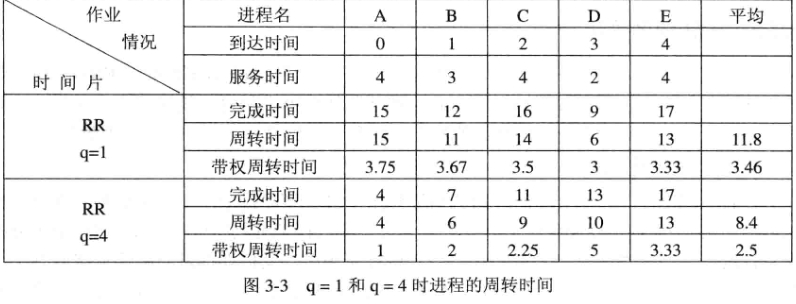 作业 进程名 A B C D E 平均
情况 到达时间 0 1 2 3 4
时间片 服务时间 4 3 4 2 4
RR q=1 完成时间 15 12 16 9 17
周转时间 15 11 14 6 13 11.8
带权周转时间 3.75 3.67 3.5 3 3.33 3.46
RR q=4 完成时间 4 7 11 13 17
周转时间 4 6 9 10 13 8.4
带权周转时间 1 2 2.25 5 3.33 2.5
图 3-3 q = 1 和 q = 4 时进程的周转时间